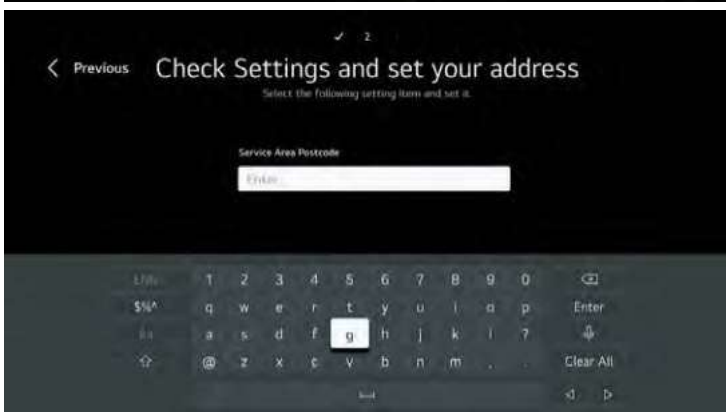 ✓ 2
< Previous Check Settings and set your address
Select the following setting item and set it.
Service Area Postcode
Enter
1 2 3 4 5 6 7 8 9 0
$%^ q w e r t y u i o p Enter
a s d f g h j k l ?
@ z x c v b n m , . Clear All